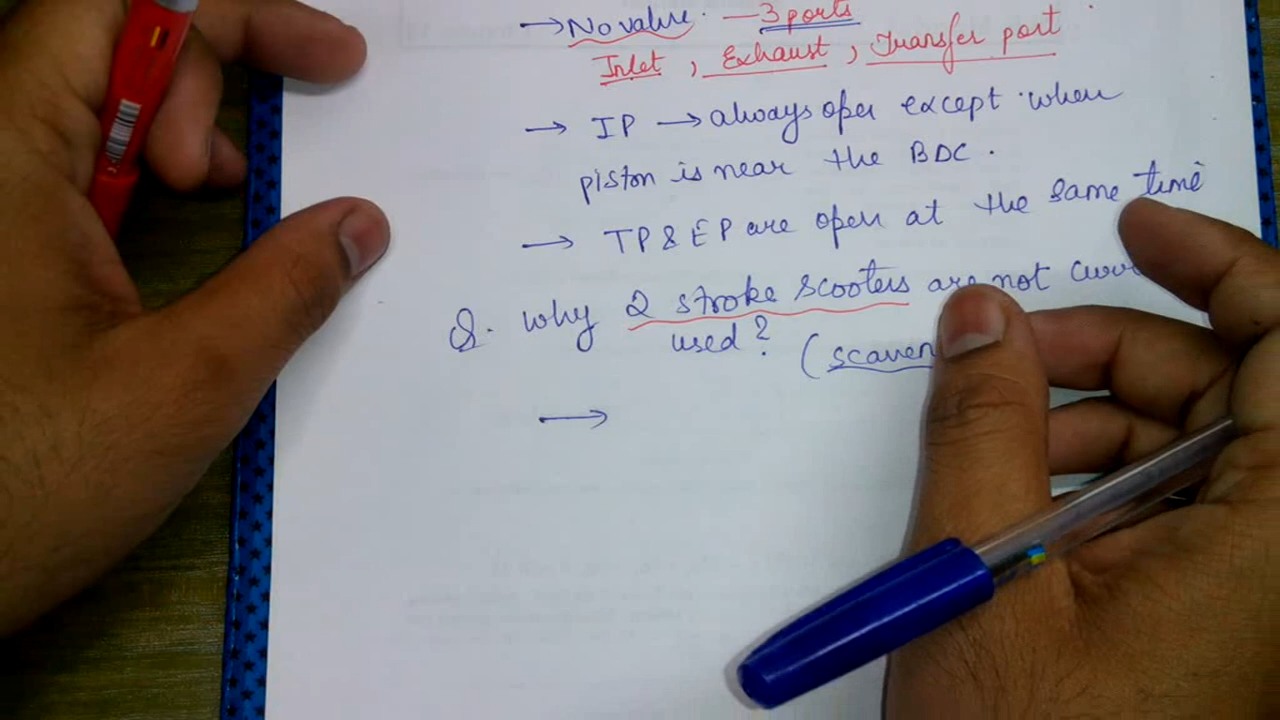 → No valve. — 3 ports
Inlet, Exhaust, Transfer port
→ IP → always open except when
piston is near the BDC.
→ TP & EP are open at the same time
Q. why 2 stroke scooters are not
used? (scaven
→